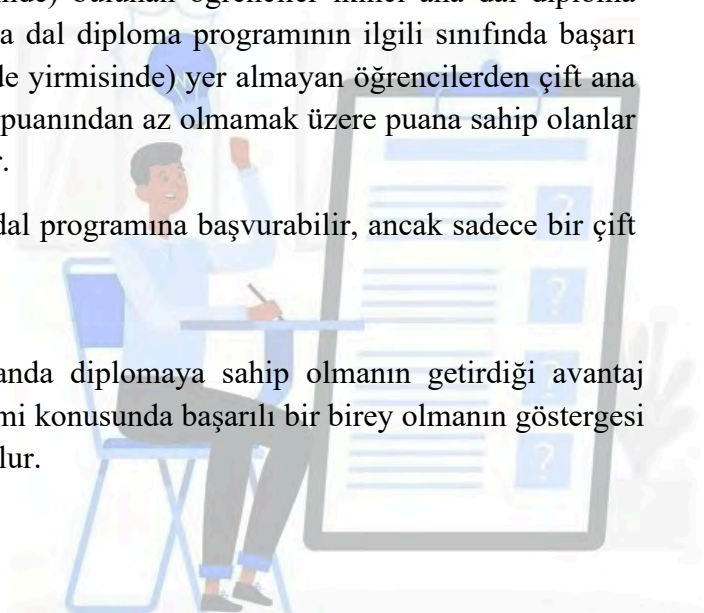 bulunan öğrenciler ikinci ana dal diploma
a dal diploma programının ilgili sınıfında başarı
de yirmisinde) yer almayan öğrencilerden çift ana
puanından az olmamak üzere puana sahip olanlar
r.
dal programına başvurabilir, ancak sadece bir çift
anda diplomaya sahip olmanın getirdiği avantaj
mi konusunda başarılı bir birey olmanın göstergesi
lur.
? 
?
?
?